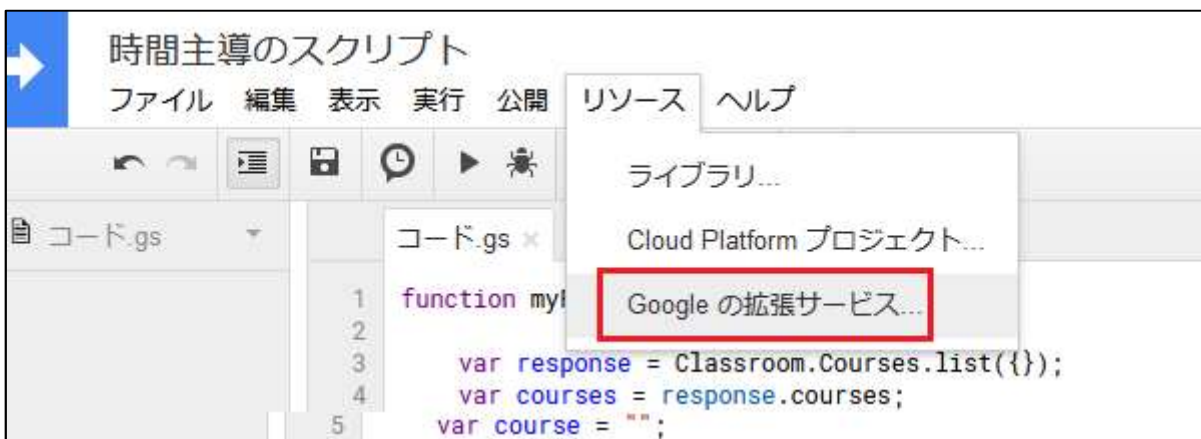 時間主導のスクリプト
ファイル 編集 表示 実行 公開 リソース ヘルプ
ライブラリ...
Cloud Platform プロジェクト...
Google の拡張サービス...
コード.gs
コード.gs ×
1 function my
2
3 var response = Classroom.Courses.list({});
4 var courses = response.courses;
5 var course = "";